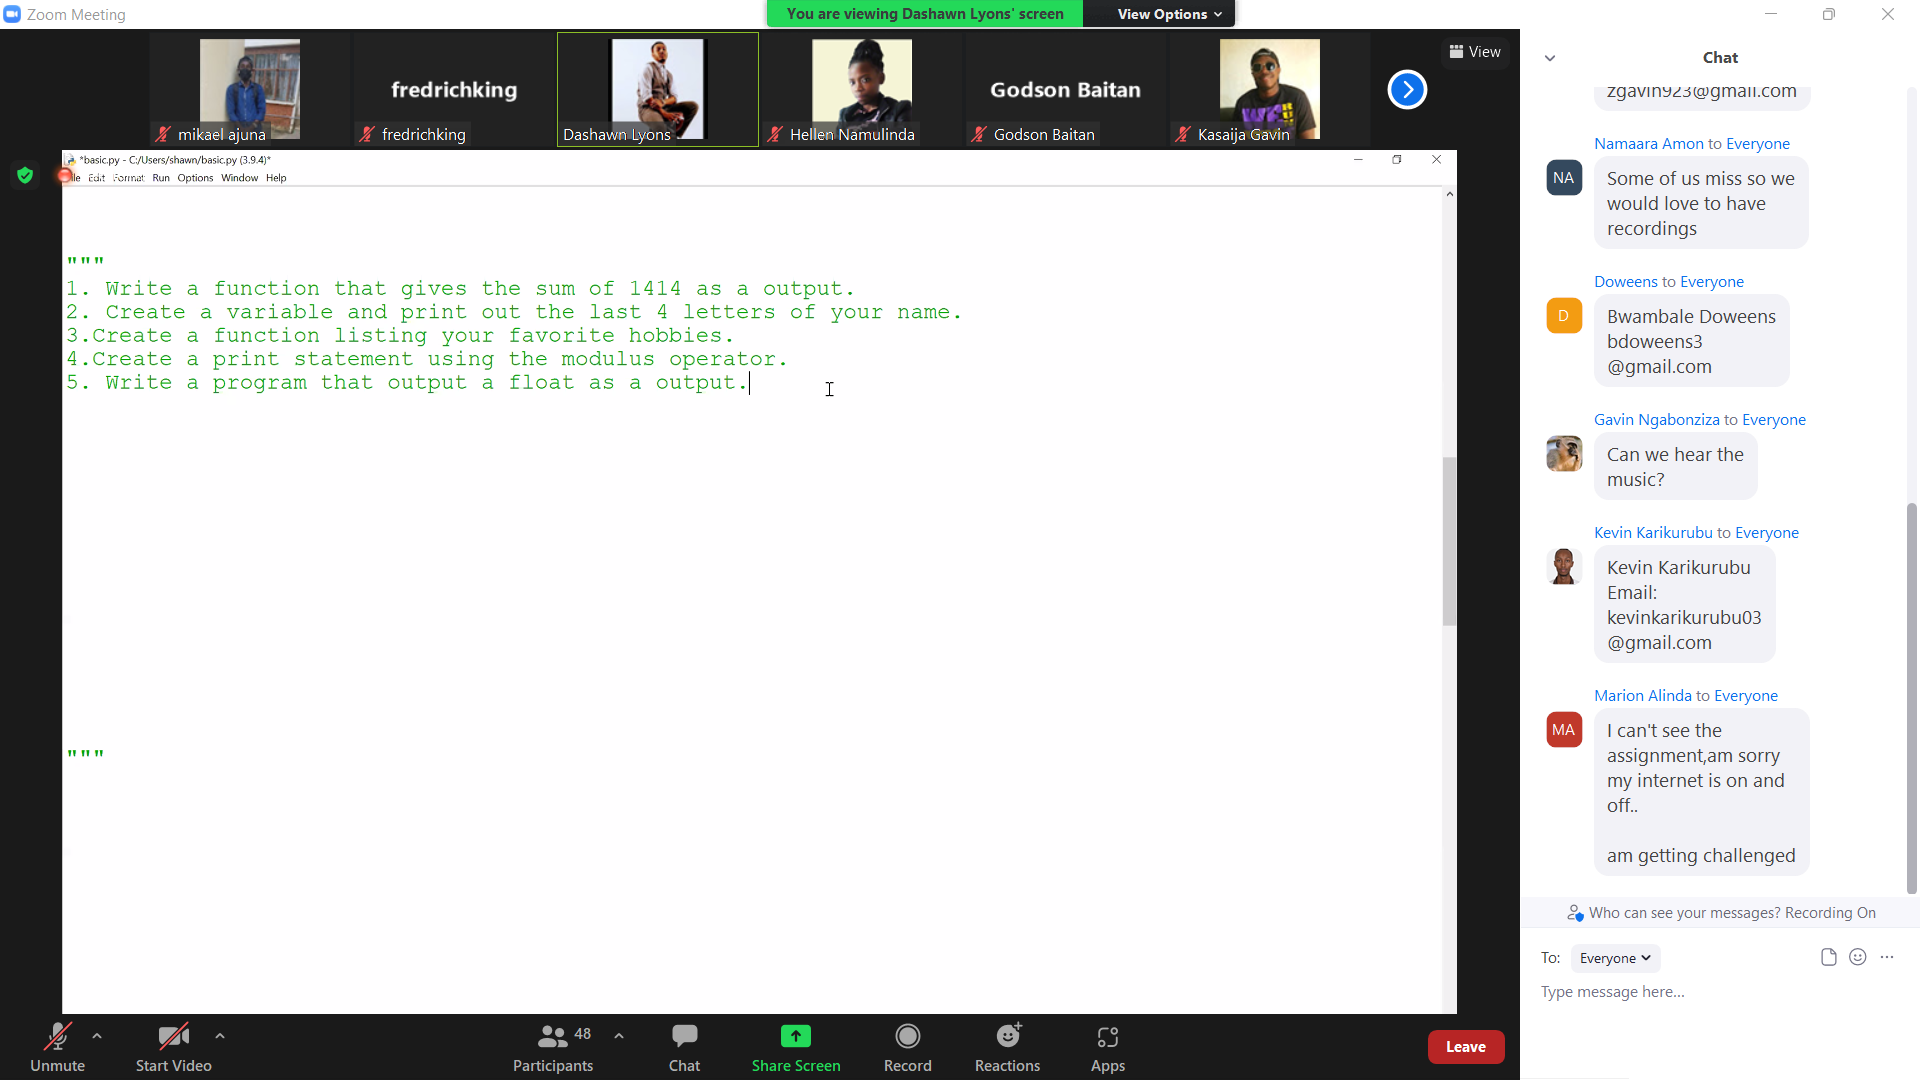 Zoom Meeting
You are viewing Dashawn Lyons' screen
View Options
View
fredrichking
Godson Baitan
mikael ajuna
fredrichking
Dashawn Lyons
Hellen Namulinda
Godson Baitan
Kasaija Gavin
*basic.py - C:/Users/shawn/basic.py (3.9.4)*
Edit Format Run Options Window Help
"""
1. Write a function that gives the sum of 1414 as a output.
2. Create a variable and print out the last 4 letters of your name.
3.Create a function listing your favorite hobbies.
4.Create a print statement using the modulus operator.
5. Write a program that output a float as a output.
"""
Chat
zgavin923@gmail.com
Namaara Amon to Everyone
NA
Some of us miss so we
would love to have
recordings
Doweens to Everyone
D
Bwambale Doweens
bdoweens3
@gmail.com
Gavin Ngabonziza to Everyone
Can we hear the
music?
Kevin Karikurubu to Everyone
Kevin Karikurubu
Email:
kevinkarikurubu03
@gmail.com
Marion Alinda to Everyone
MA
I can't see the
assignment,am sorry
my internet is on and
off..
am getting challenged
Who can see your messages? Recording On
To: Everyone
Type message here...
Unmute
Start Video
48
Participants
Chat
Share Screen
Record
Reactions
Apps
Leave